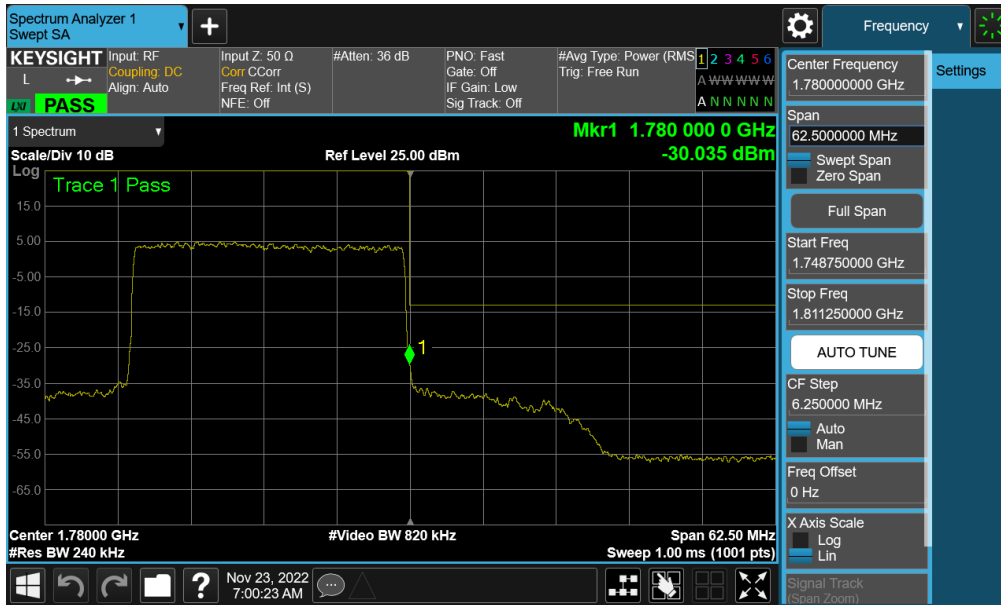 Spectrum Analyzer 1
Swept SA
+
Frequency
KEYSIGHT
L
LXI
PASS
Input: RF
Coupling: DC
Align: Auto
Input Z: 50 Ω
Corr CCorr
Freq Ref: Int (S)
NFE: Off
#Atten: 36 dB
PNO: Fast
Gate: Off
IF Gain: Low
Sig Track: Off
#Avg Type: Power (RMS
Trig: Free Run
1 2 3 4 5 6
A W W W W W
A N N N N N
1 Spectrum
Scale/Div 10 dB
Ref Level 25.00 dBm
Mkr1 1.780 000 0 GHz
-30.035 dBm
Log
Trace 1 Pass
15.0
5.00
-5.00
-15.0
-25.0
-35.0
-45.0
-55.0
-65.0
1
Center 1.78000 GHz
#Res BW 240 kHz
#Video BW 820 kHz
Span 62.50 MHz
Sweep 1.00 ms (1001 pts)
Center Frequency
1.780000000 GHz
Settings
Span
62.5000000 MHz
Swept Span
Zero Span
Full Span
Start Freq
1.748750000 GHz
Stop Freq
1.811250000 GHz
AUTO TUNE
CF Step
6.250000 MHz
Auto
Man
Freq Offset
0 Hz
X Axis Scale
Log
Lin
Signal Track
(Span Zoom)
?
Nov 23, 2022
7:00:23 AM